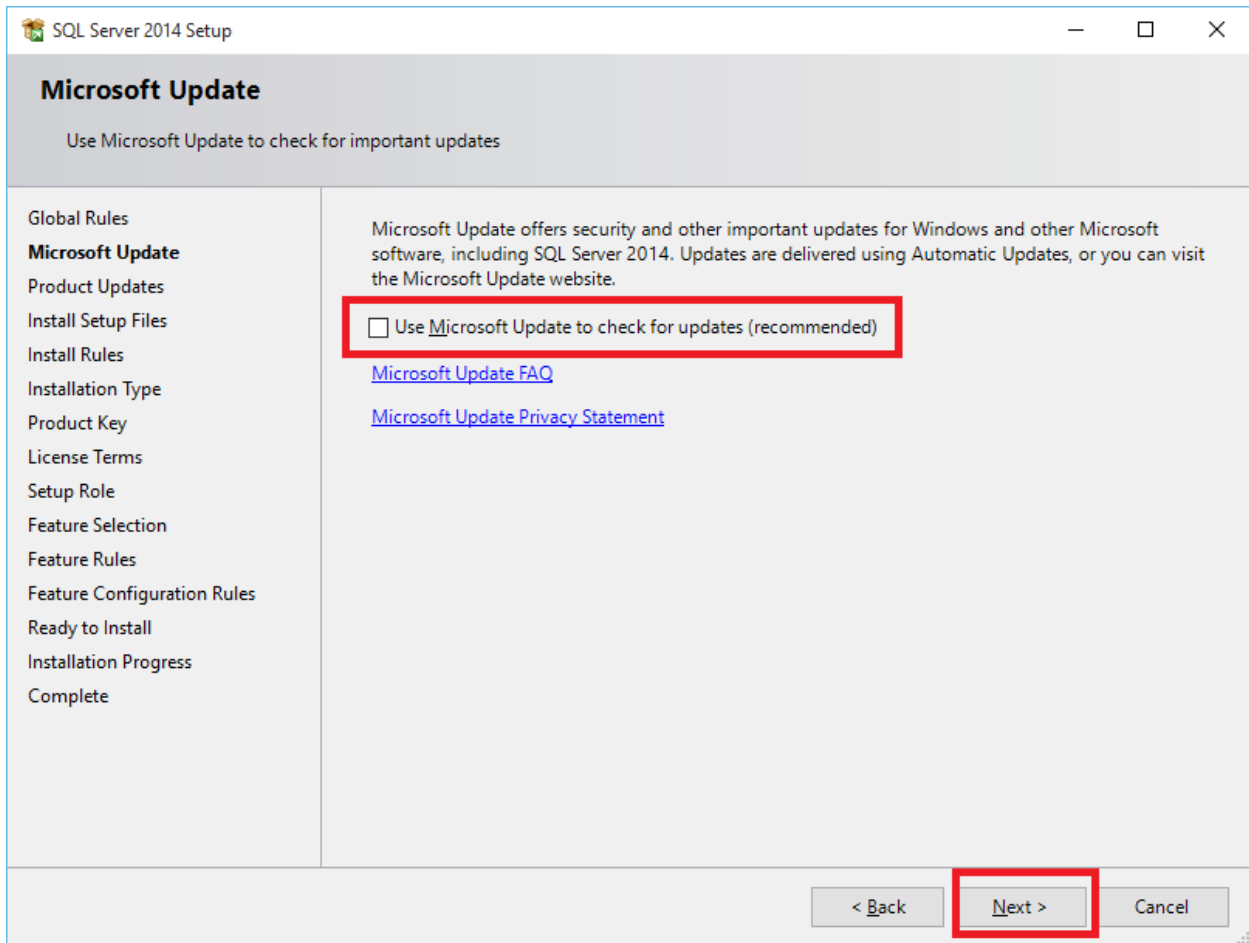 SQL Server 2014 Setup
Microsoft Update
Use Microsoft Update to check for important updates
Global Rules
Microsoft Update
Product Updates
Install Setup Files
Install Rules
Installation Type
Product Key
License Terms
Setup Role
Feature Selection
Feature Rules
Feature Configuration Rules
Ready to Install
Installation Progress
Complete
Microsoft Update offers security and other important updates for Windows and other Microsoft
software, including SQL Server 2014. Updates are delivered using Automatic Updates, or you can visit
the Microsoft Update website.
Use Microsoft Update to check for updates (recommended)
Microsoft Update FAQ
Microsoft Update Privacy Statement
< Back
Next >
Cancel